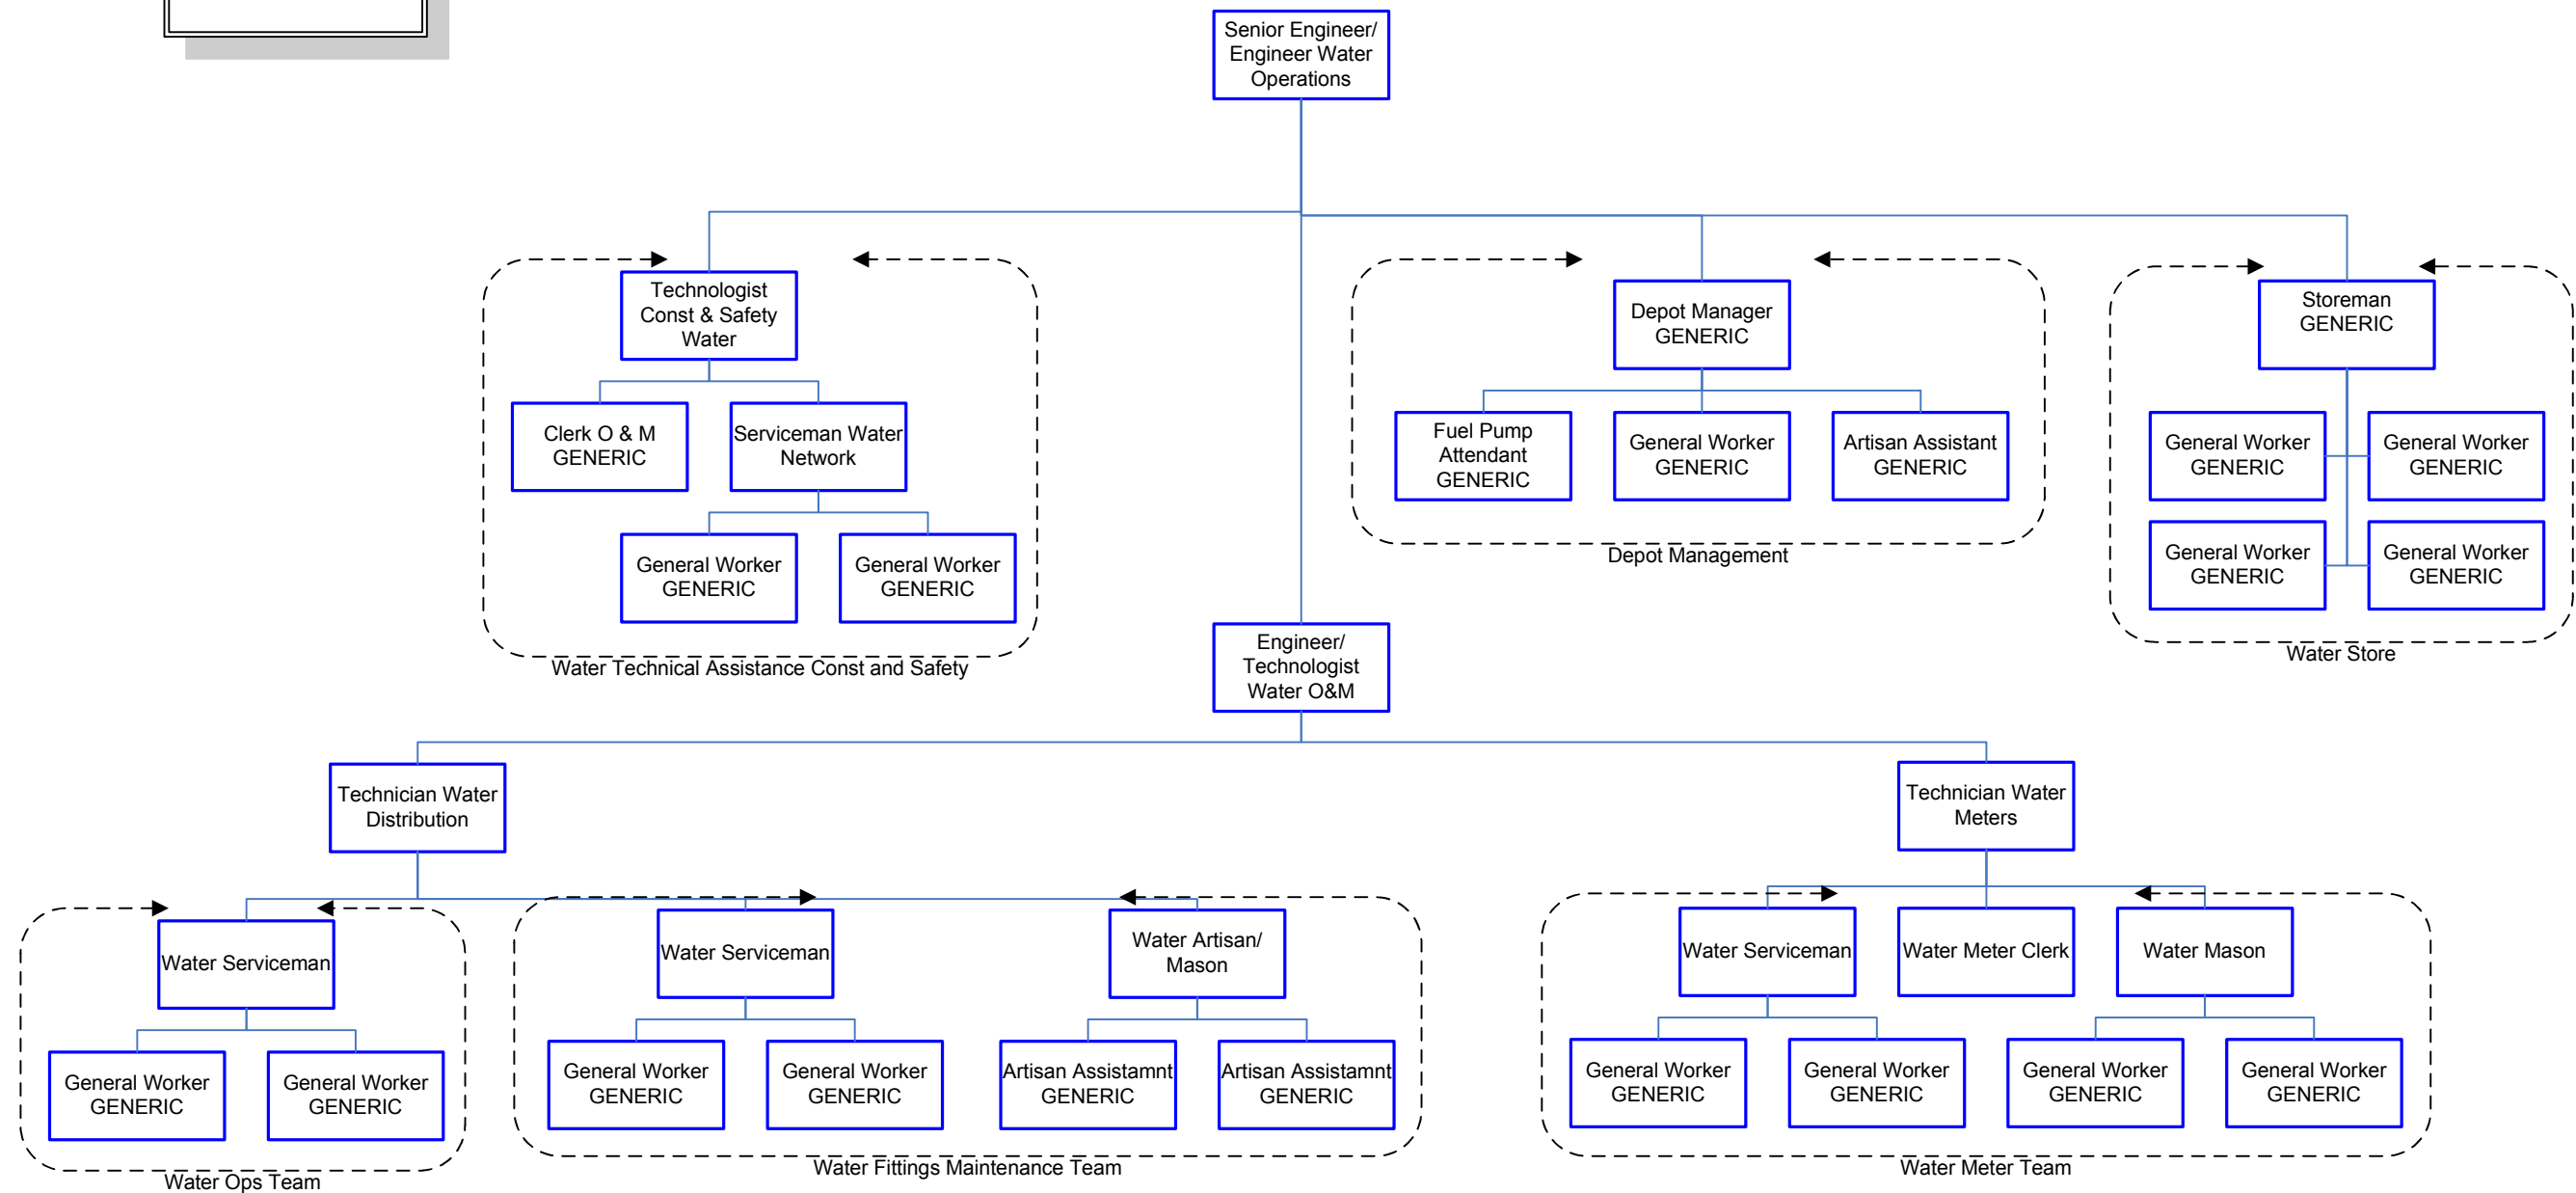 Senior Engineer/
Engineer Water
Operations
Technologist
Const & Safety
Water
Clerk O & M
GENERIC
Serviceman Water
Network
General Worker
GENERIC
General Worker
GENERIC
Water Technical Assistance Const and Safety
Depot Manager
GENERIC
Fuel Pump
Attendant
GENERIC
General Worker
GENERIC
Artisan Assistant
GENERIC
Depot Management
Storeman
GENERIC
General Worker
GENERIC
General Worker
GENERIC
General Worker
GENERIC
General Worker
GENERIC
Water Store
Engineer/
Technologist
Water O&M
Technician Water
Distribution
Technician Water
Meters
Water Serviceman
General Worker
GENERIC
General Worker
GENERIC
Water Ops Team
Water Serviceman
Water Artisan/
Mason
General Worker
GENERIC
General Worker
GENERIC
Artisan Assistamnt
GENERIC
Artisan Assistamnt
GENERIC
Water Fittings Maintenance Team
Water Serviceman
Water Meter Clerk
Water Mason
General Worker
GENERIC
General Worker
GENERIC
General Worker
GENERIC
General Worker
GENERIC
Water Meter Team